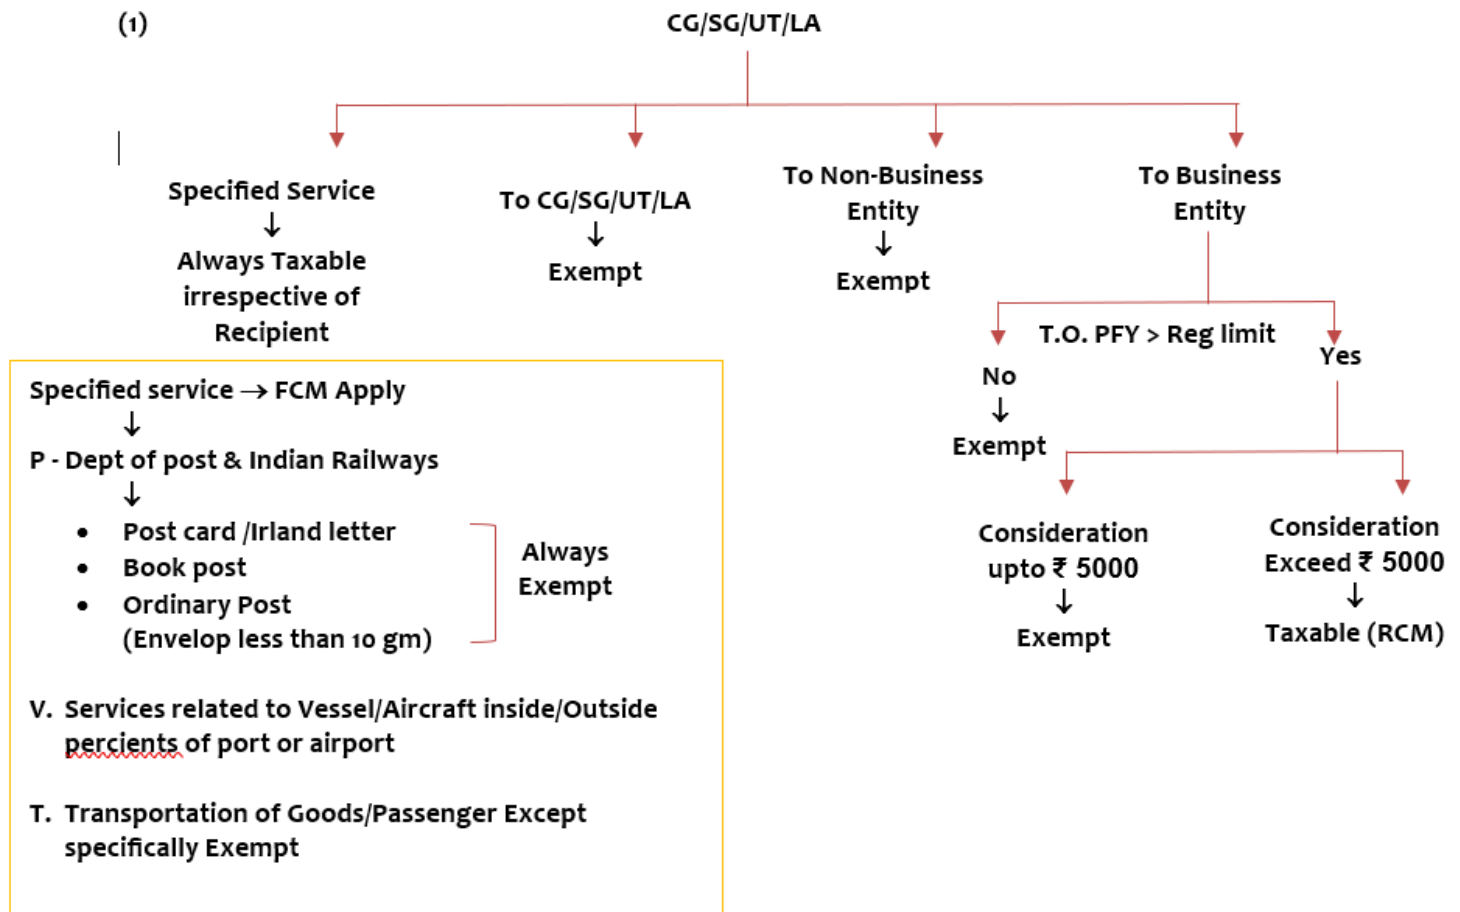 (1)
CG/SG/UT/LA
Specified Service
↓
Always Taxable
irrespective of
Recipient
To CG/SG/UT/LA
↓
Exempt
To Non-Business
Entity
↓
Exempt
To Business
Entity
T.O. PFY > Reg limit
No
↓
Exempt
Yes
Consideration
upto ₹ 5000
↓
Exempt
Consideration
Exceed ₹ 5000
↓
Taxable (RCM)
Specified service → FCM Apply
↓
P - Dept of post & Indian Railways
↓
• Post card /Irland letter
• Book post
• Ordinary Post
(Envelop less than 10 gm)
Always
Exempt
V. Services related to Vessel/Aircraft inside/Outside
percients of port or airport
T. Transportation of Goods/Passenger Except
specifically Exempt